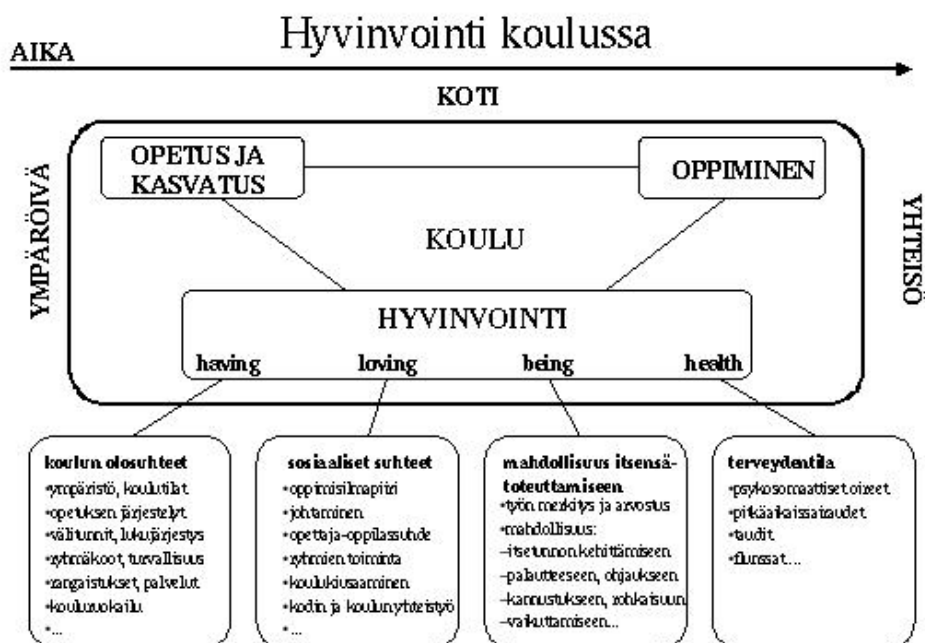 Hyvinvointi koulussa
AIKA
KOTI
YMPÄRÖIVÄ
YHTEISÖ
OPETUS JA
KASVATUS
OPPIMINEN
KOULU
HYVINVOINTI
having loving being health
koulun olosuhteet
•ympäristö, koulutilat
•opetuksen järjestelyt
•välitunnit, lukujärjestys
•ryhmäkoot, turvallisuus
•rangaistukset, palvelut
•kouluruokailu
•...
sosiaaliset suhteet
•oppimisilmapiiri
•johtaminen
•opettaja-oppilassuhde
•ryhmien toiminta
•koulukiusaaminen
•kodin ja koulun yhteistyö
•...
mahdollisuus itsensä-
toteuttamiseen
•työn merkitys ja arvostus
•mahdollisuus:
–itsetunnon kehittämiseen
–palautteeseen, ohjaukseen
–kannustukseen, rohkaisuun
–vaikuttamiseen...
terveydentila
•psykosomaattiset oireet
•pitkäaikaissairaudet
•taudit
•flunssat...